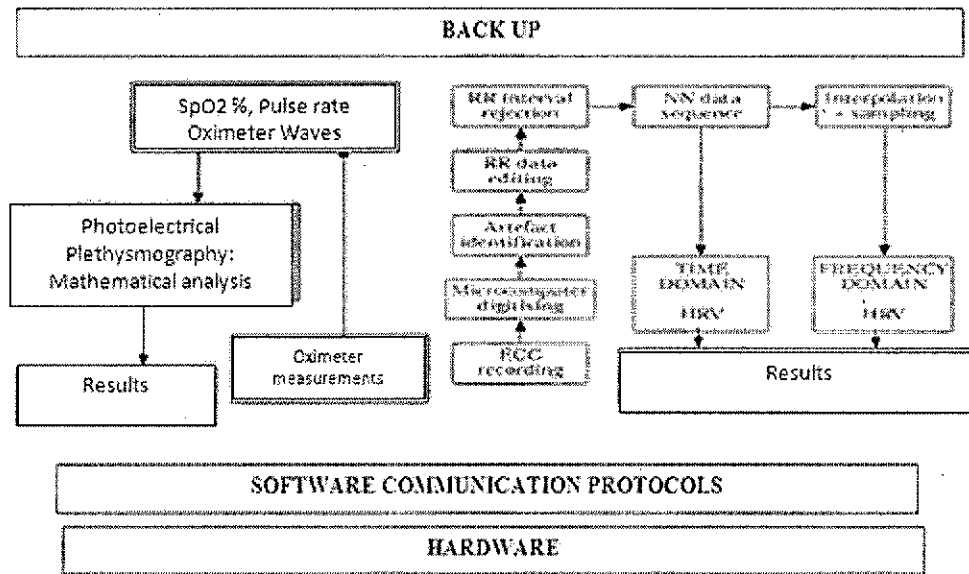 BACK UP
SpO2 %, Pulse rate
Oximeter Waves
Photoelectrical
Plethysmography:
Mathematical analysis
Results
Oximeter
measurements
RR Interval
rejection
RR data
editing
Artefact
identification
Microcomputer
digitising
ECG
recording
NN data
sequence
Interpolation
+ sampling
TIME
DOMAIN
HRV
FREQUENCY
DOMAIN
HRV
Results
SOFTWARE COMMUNICATION PROTOCOLS
HARDWARE